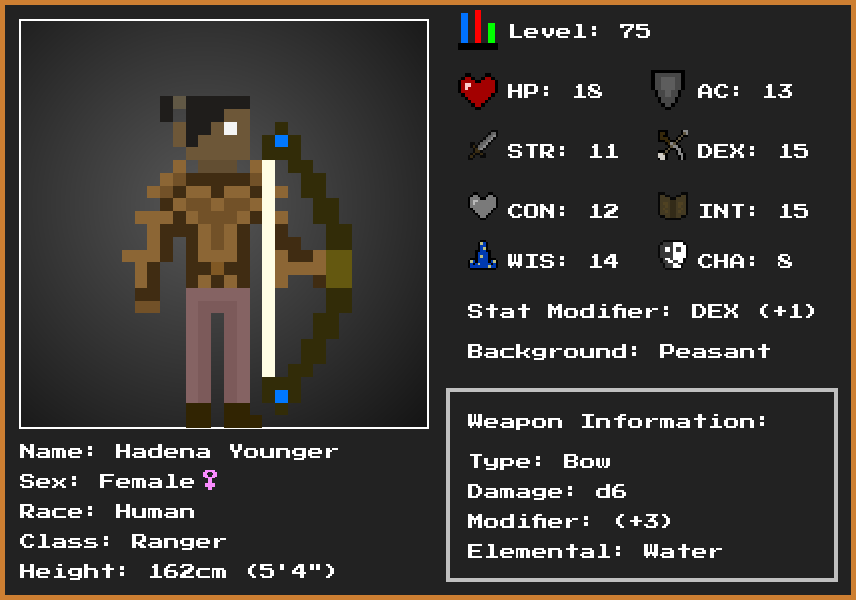 Level: 75
HP: 18
AC: 13
STR: 11
DEX: 15
CON: 12
INT: 15
WIS: 14
CHA: 8
Stat Modifier: DEX (+1)
Background: Peasant
Name: Hadena Younger
Sex: Female♀
Race: Human
Class: Ranger
Height: 162cm (5'4")
Weapon Information:
Type: Bow
Damage: d6
Modifier: (+3)
Elemental: Water